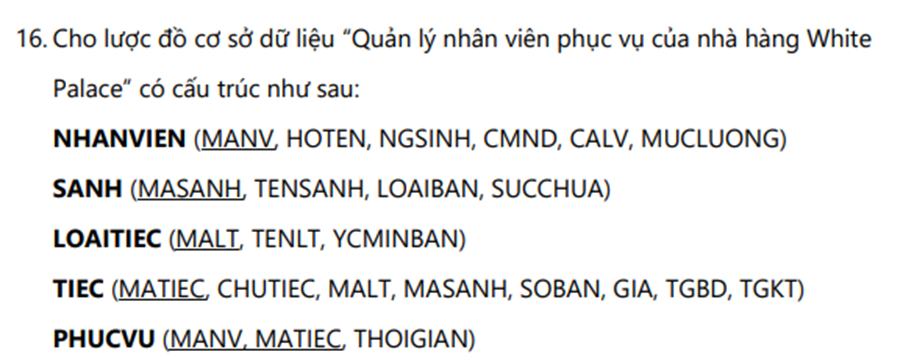 16. Cho lược đồ cơ sở dữ liệu “Quản lý nhân viên phục vụ của nhà hàng White
Palace” có cấu trúc như sau:
NHANVIEN (MANV, HOTEN, NGSINH, CMND, CALV, MUCLUONG)
SANH (MASANH, TENSANH, LOAIBAN, SUCCHUA)
LOAITIEC (MALT, TENLT, YCMINBAN)
TIEC (MATIEC, CHUTIEC, MALT, MASANH, SOBAN, GIA, TGBD, TGKT)
PHUCVU (MANV, MATIEC, THOIGIAN)